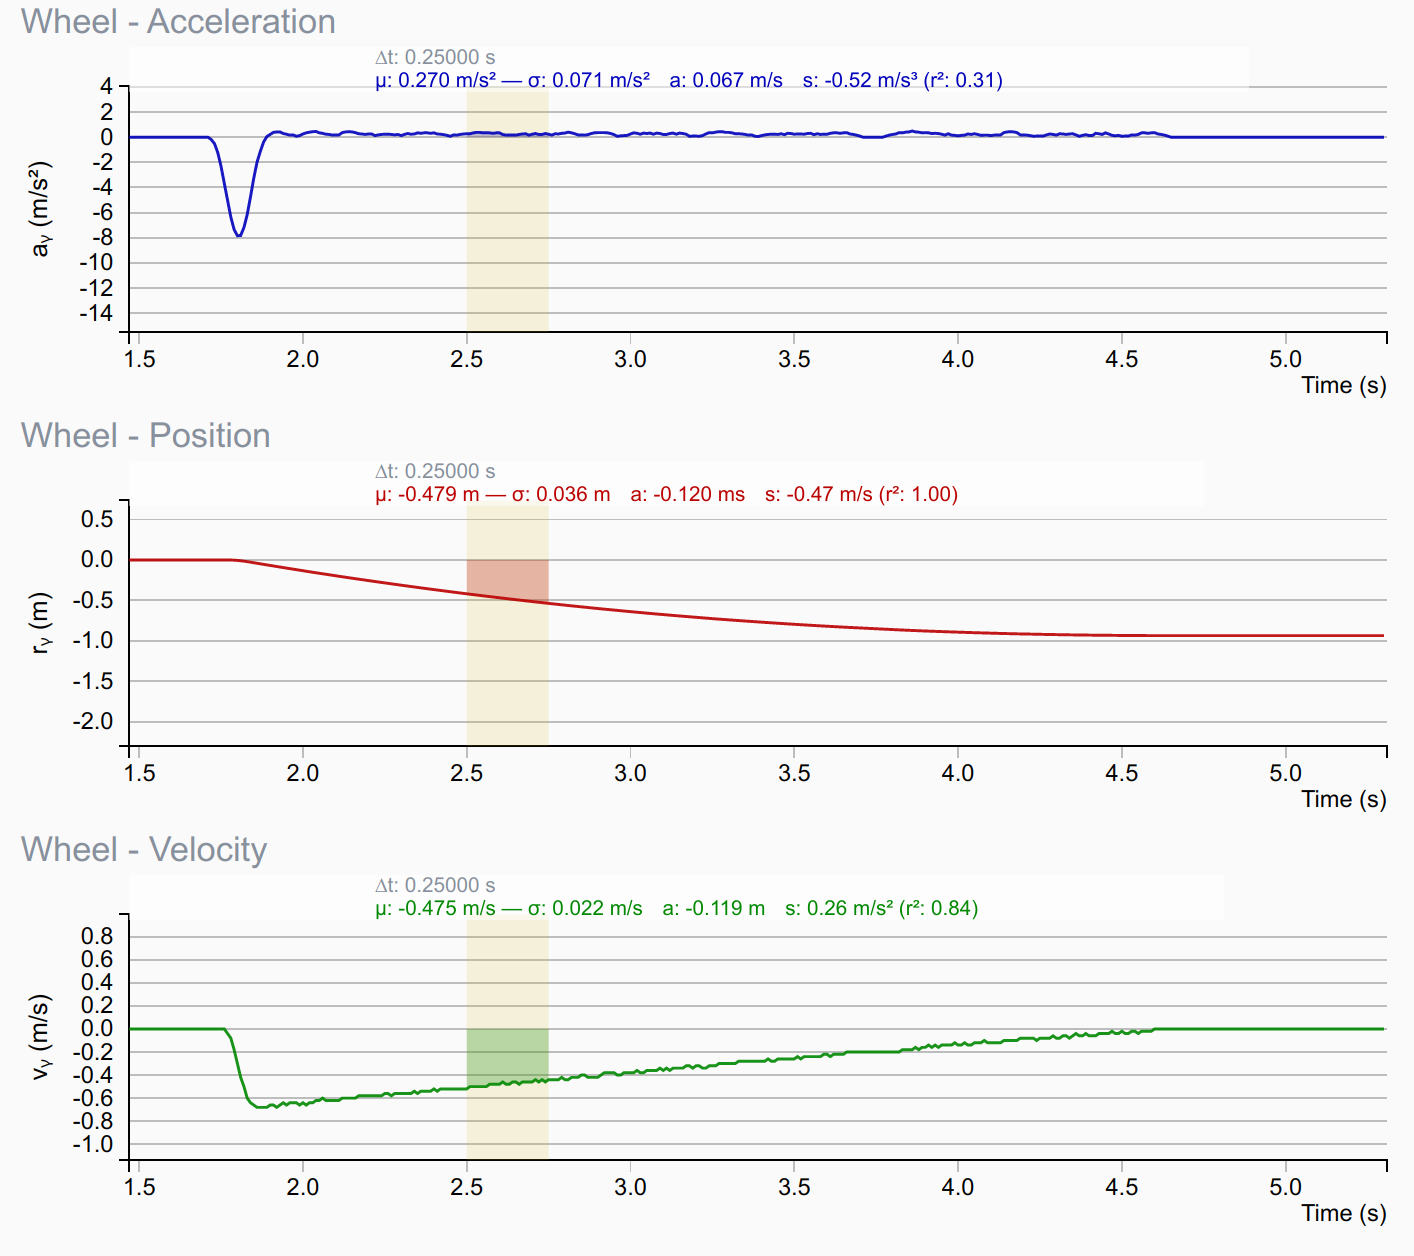 Wheel - Acceleration
Δt: 0.25000 s
µ: 0.270 m/s² — σ: 0.071 m/s² a: 0.067 m/s s: -0.52 m/s³ (r²: 0.31)
4
2
0
-2
-4
-6
-8
-10
-12
-14
aᵧ (m/s²)
1.5 2.0 2.5 3.0 3.5 4.0 4.5 5.0
Time (s)
Wheel - Position
Δt: 0.25000 s
µ: -0.479 m — σ: 0.036 m a: -0.120 ms s: -0.47 m/s (r²: 1.00)
0.5
0.0
-0.5
-1.0
-1.5
-2.0
rᵧ (m)
1.5 2.0 2.5 3.0 3.5 4.0 4.5 5.0
Time (s)
Wheel - Velocity
Δt: 0.25000 s
µ: -0.475 m/s — σ: 0.022 m/s a: -0.119 m s: 0.26 m/s² (r²: 0.84)
0.8
0.6
0.4
0.2
0.0
-0.2
-0.4
-0.6
-0.8
-1.0
vᵧ (m/s)
1.5 2.0 2.5 3.0 3.5 4.0 4.5 5.0
Time (s)